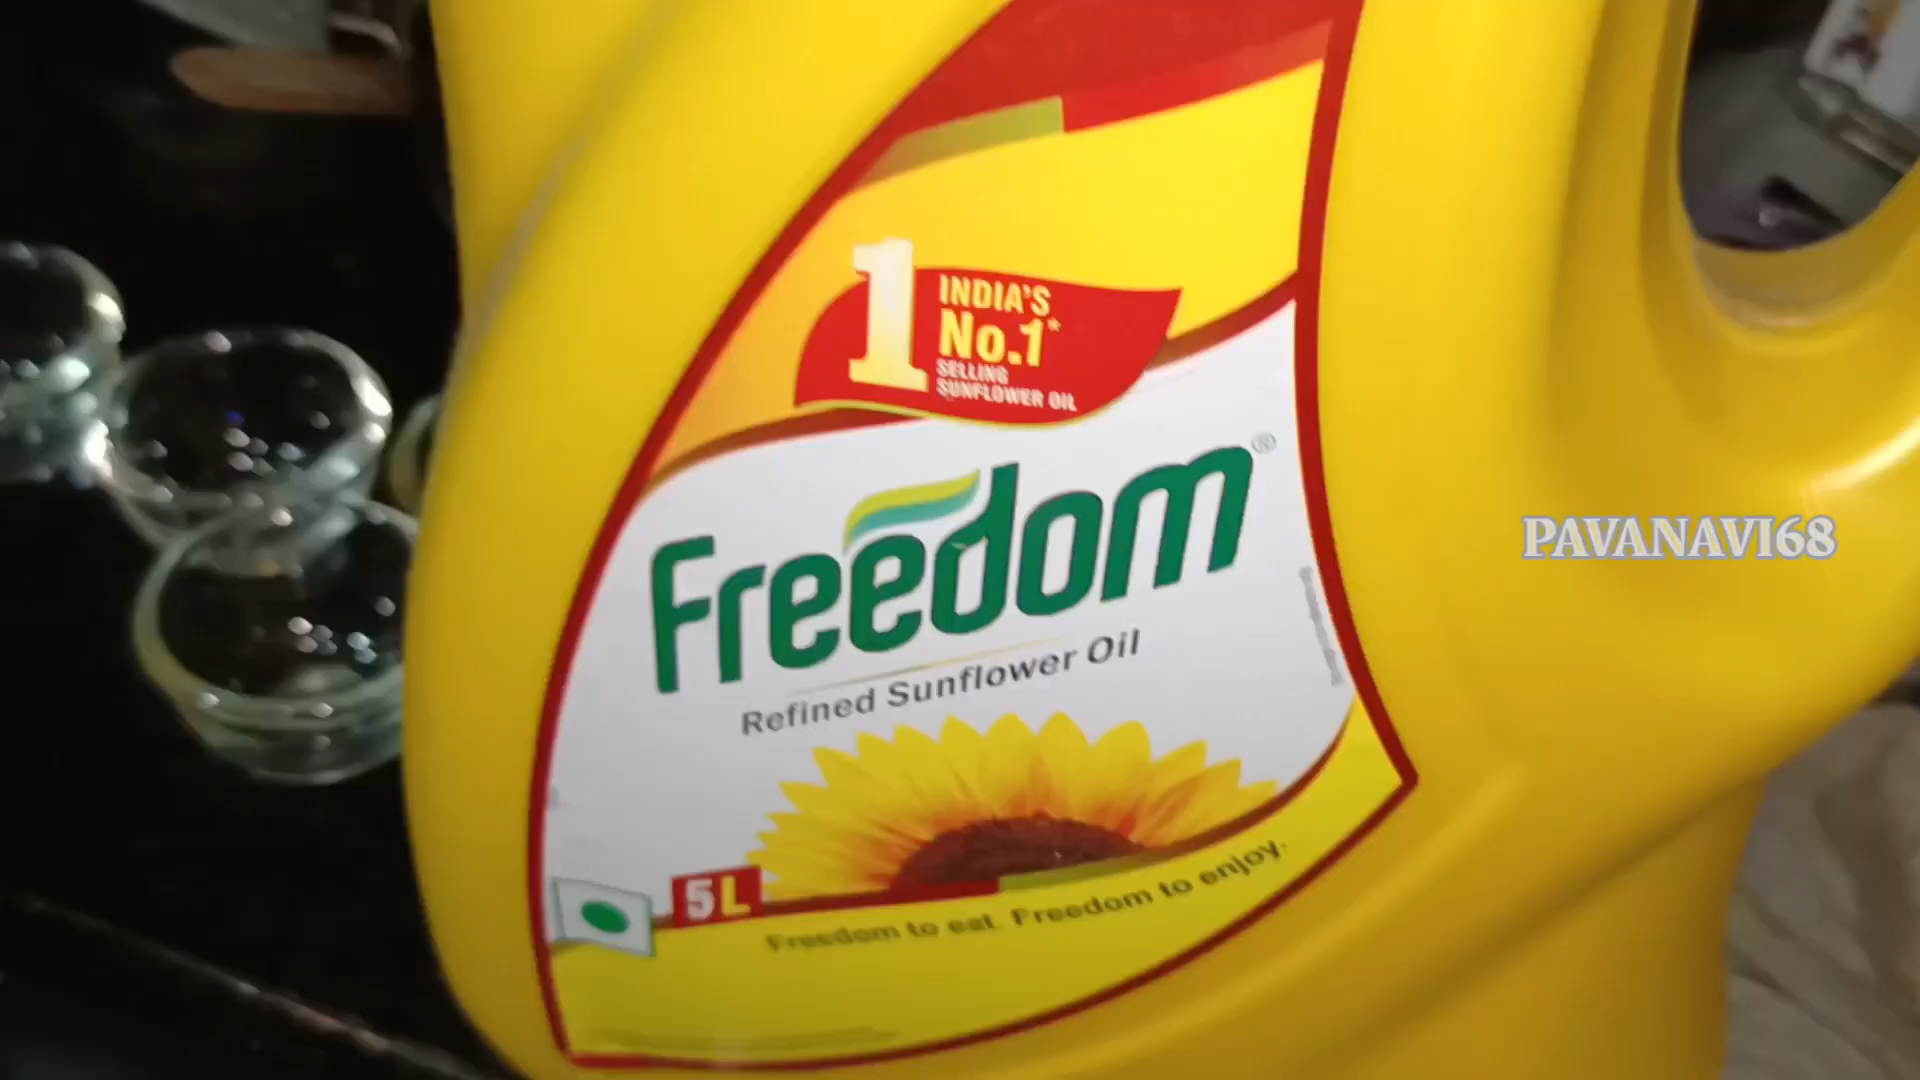 1
INDIA'S
No.1*
SELLING
SUNFLOWER OIL
Freedom®
Refined Sunflower Oil
5L
Freedom to eat. Freedom to enjoy.
PAVANAVI68